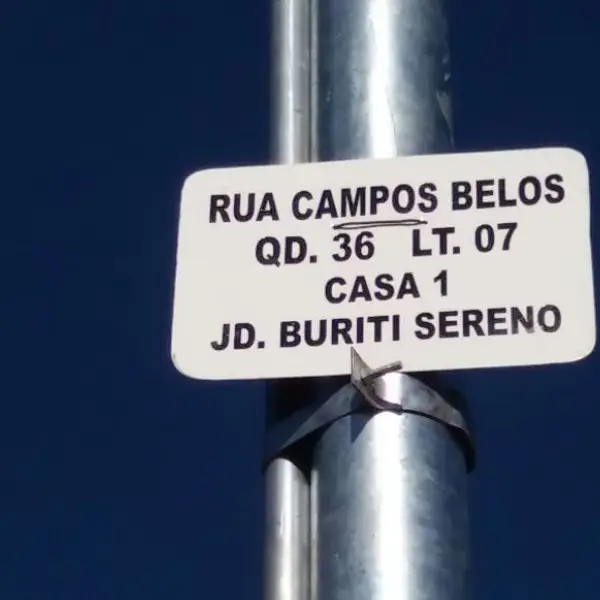 RUA CAMPOS BELOS
QD. 36 LT. 07
CASA 1
JD. BURITI SERENO